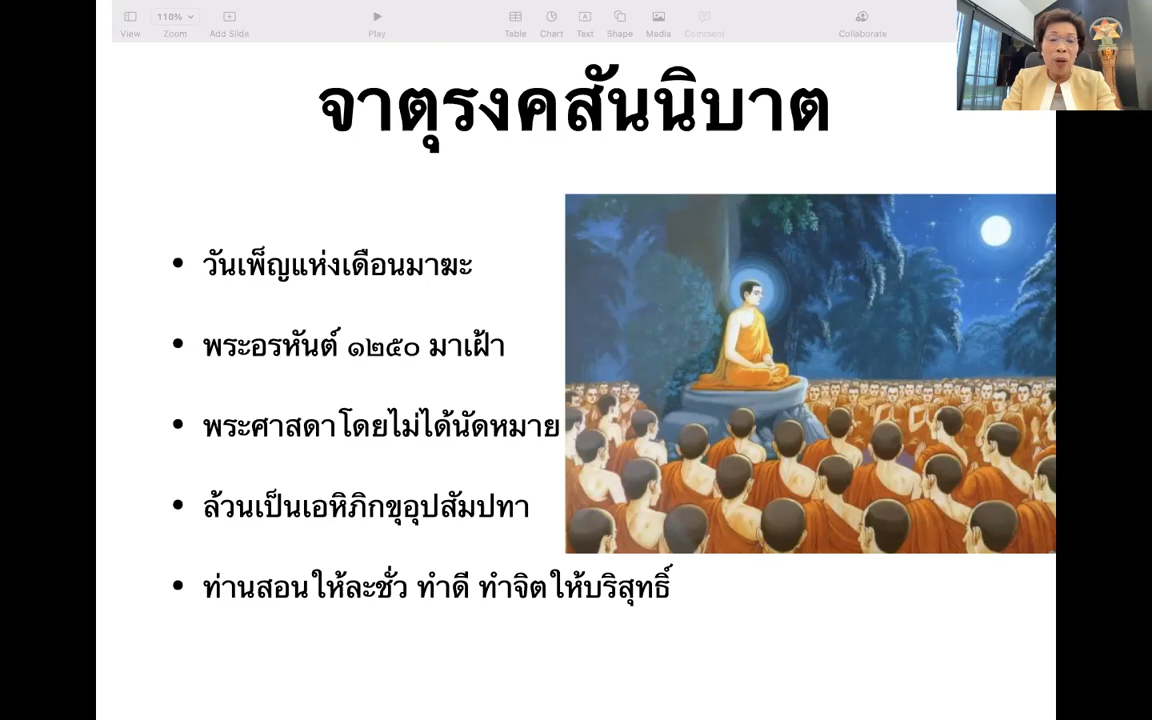 110%
View
Zoom
Add Slide
Play
Table
Chart
Text
Shape
Media
Comment
Collaborate
จาตุรงคสันนิบาต
• วันเพ็ญแห่งเดือนมาฆะ
• พระอรหันต์ ๑๒๕๐ มาเฝ้า
• พระศาสดาโดยไม่ได้นัดหมาย
• ล้วนเป็นเอหิภิกขุอุปสัมปทา
• ท่านสอนให้ละชั่ว ทำดี ทำจิตให้บริสุทธิ์